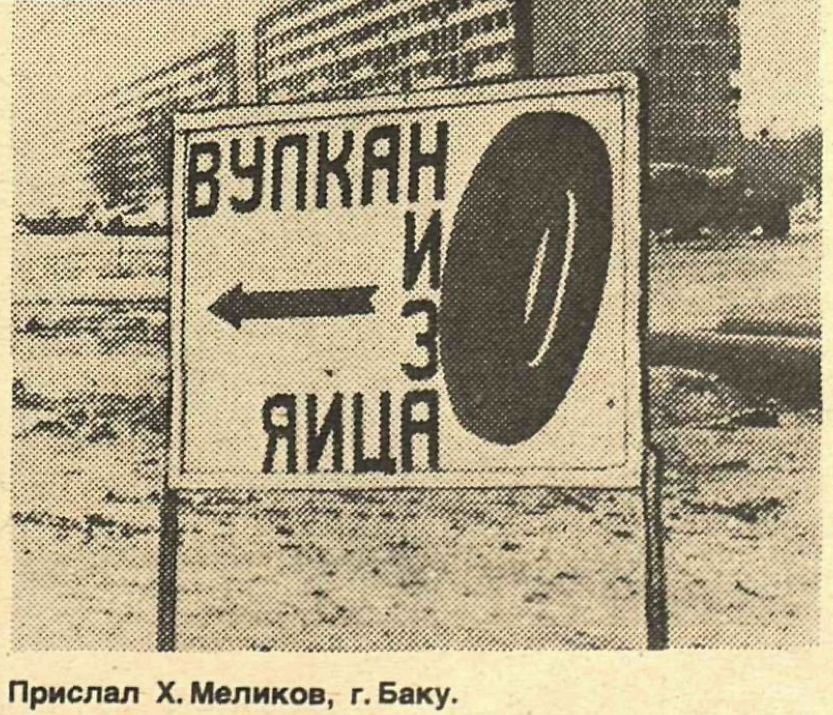 ВУЛКАН
И
З
ЯИЦА
Прислал Х. Меликов, г. Баку.